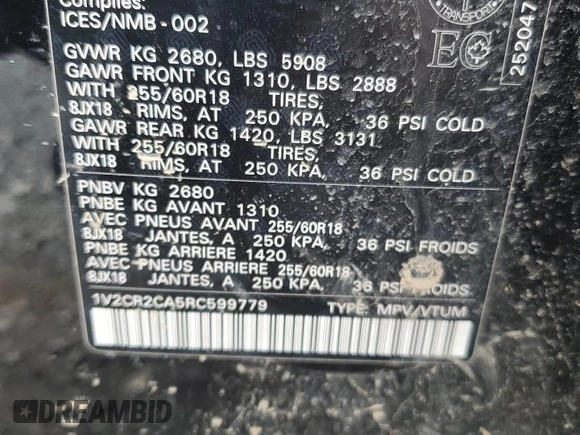 Complies:
ICES/NMB-002
TRANSPORT
EC
252047
GVWR KG 2680, LBS 5908
GAWR FRONT KG 1310, LBS 2888
WITH 255/60R18 TIRES,
8JX18 RIMS, AT 250 KPA, 36 PSI COLD
GAWR REAR KG 1420, LBS 3131
WITH 255/60R18 TIRES,
8JX18 RIMS, AT 250 KPA, 36 PSI COLD
PNBV KG 2680
PNBE KG AVANT 1310
AVEC PNEUS AVANT 255/60R18
8JX18 JANTES, A 250 KPA, 36 PSI FROIDS
PNBE KG ARRIERE 1420
AVEC PNEUS ARRIERE 255/60R18
8JX18 JANTES, A 250 KPA, 36 PSI FROIDS
1V2CR2CA5RC599779 TYPE: MPV/VTUM
DREAMBID